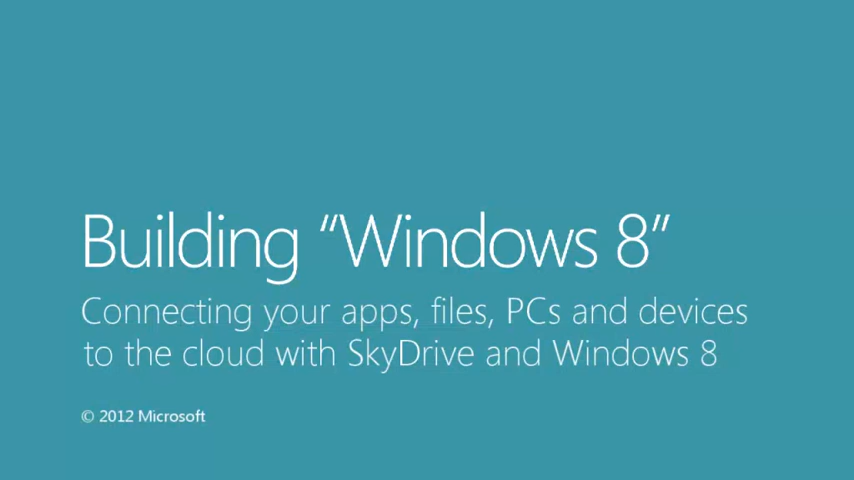 Building “Windows 8”
Connecting your apps, files, PCs and devices
to the cloud with SkyDrive and Windows 8
© 2012 Microsoft